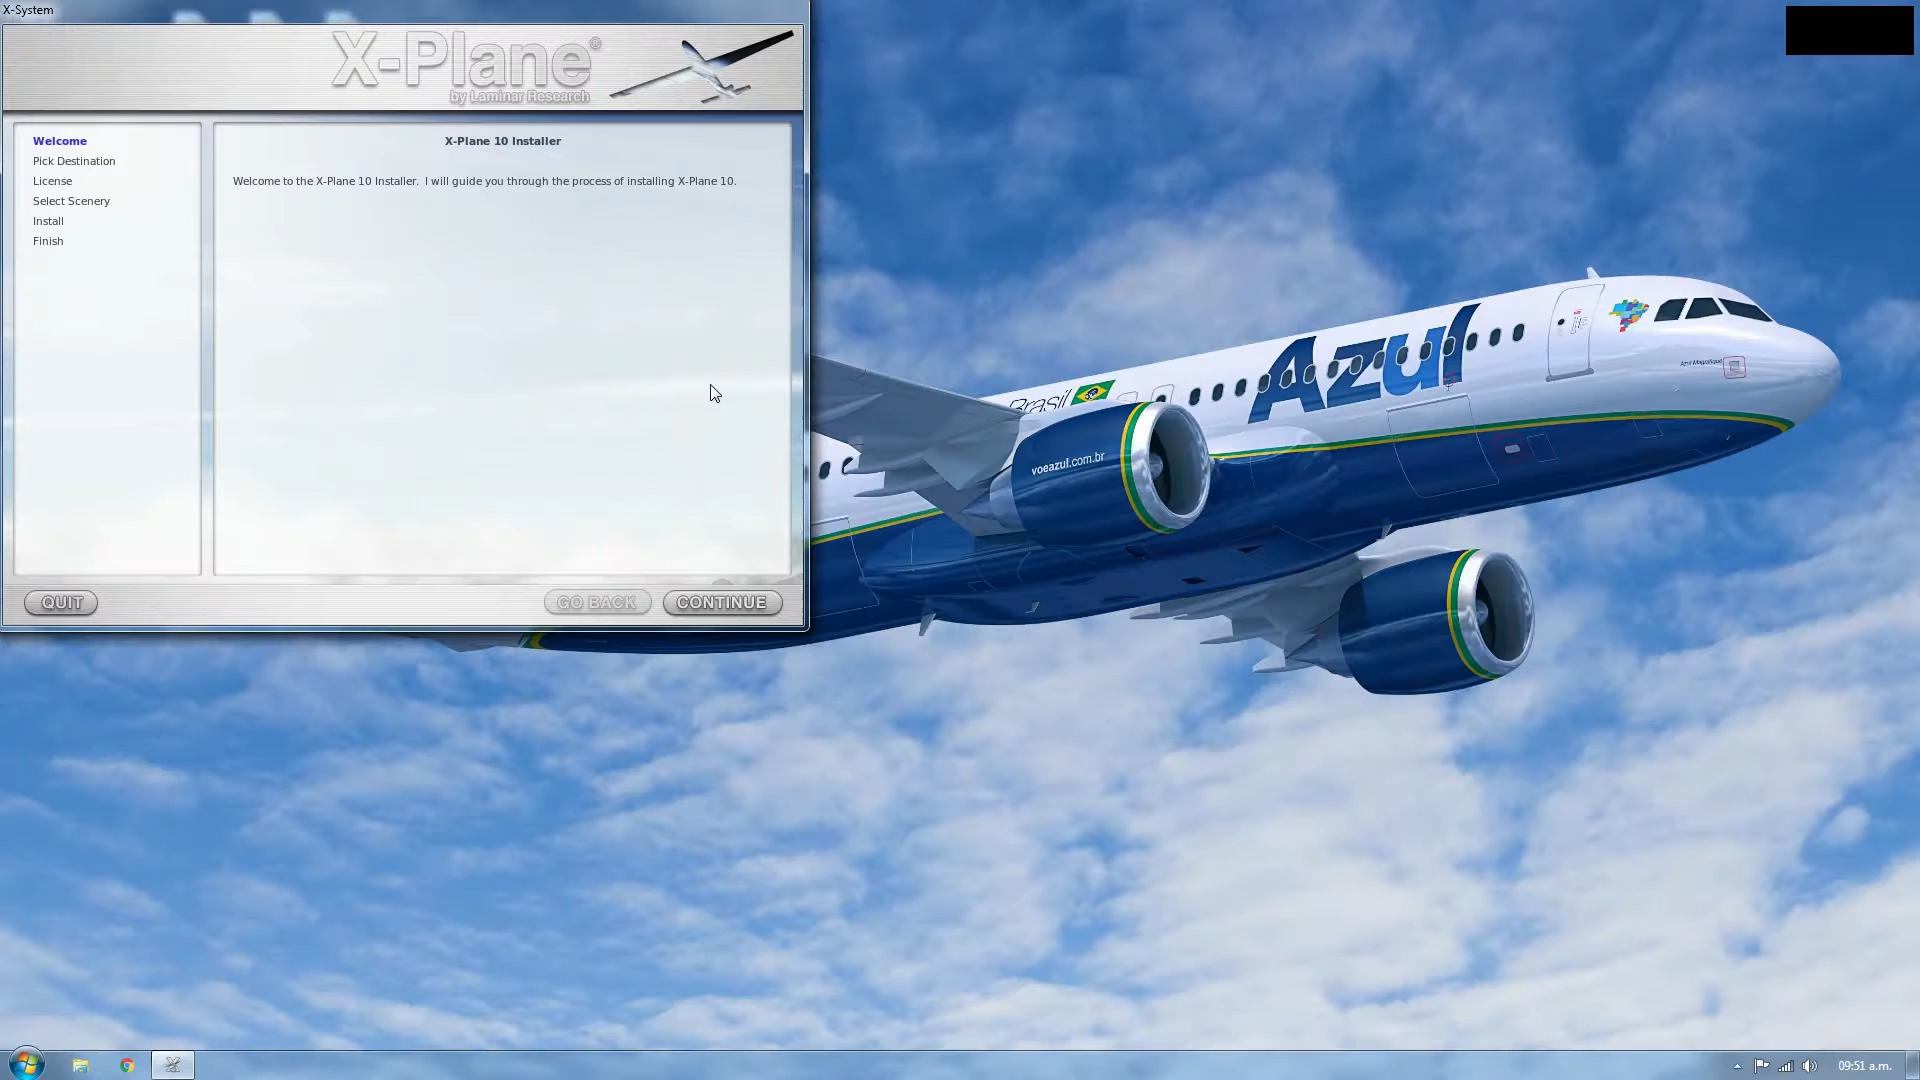 X-System
X-Plane®
by Laminar Research
Welcome
Pick Destination
License
Select Scenery
Install
Finish
X-Plane 10 Installer
Welcome to the X-Plane 10 Installer.  I will guide you through the process of installing X-Plane 10.
QUIT
GO BACK
CONTINUE
Brasil
Azul
voeazul.com.br
09:51 a.m.